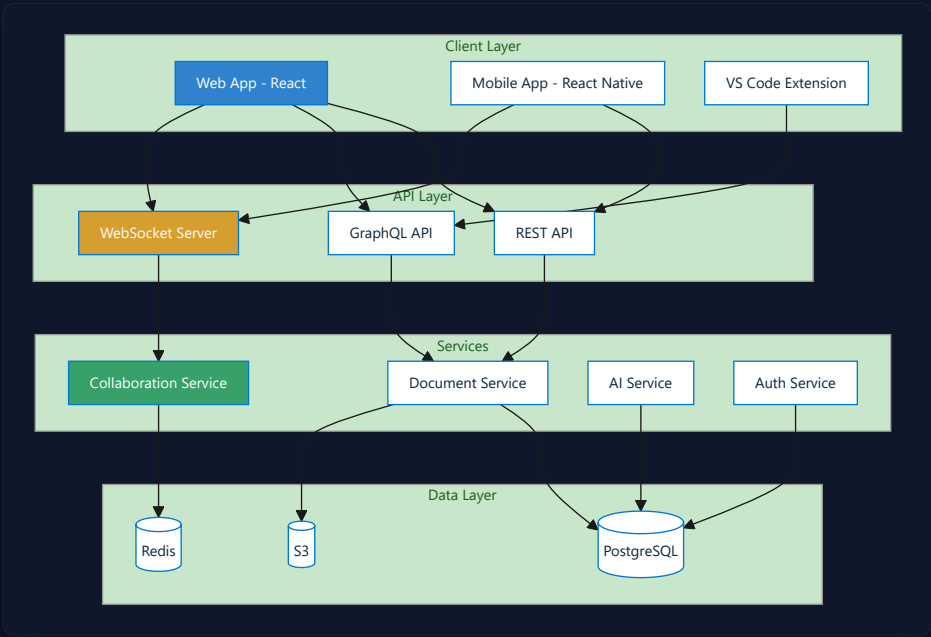 Client Layer
Web App - React
Mobile App - React Native
VS Code Extension
API Layer
WebSocket Server
GraphQL API
REST API
Services
Collaboration Service
Document Service
AI Service
Auth Service
Data Layer
Redis
S3
PostgreSQL